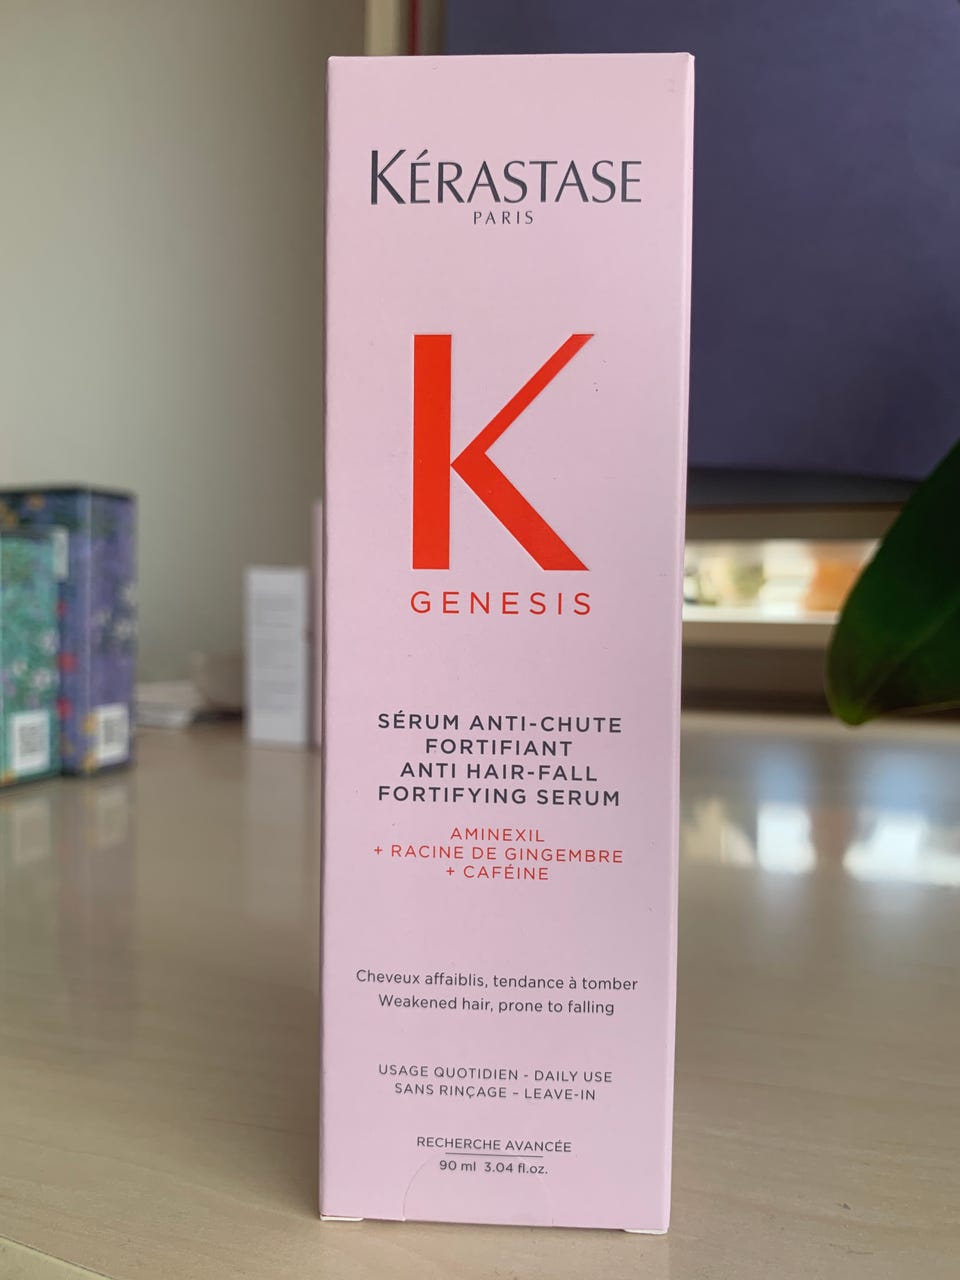 KÉRASTASE
PARIS
K
GENESIS
SÉRUM ANTI-CHUTE
FORTIFIANT
ANTI HAIR-FALL
FORTIFYING SERUM
AMINEXIL
+ RACINE DE GINGEMBRE
+ CAFÉINE
Cheveux affaiblis, tendance à tomber
Weakened hair, prone to falling
USAGE QUOTIDIEN - DAILY USE
SANS RINÇAGE – LEAVE-IN
RECHERCHE AVANCÉE
90 ml 3.04 fl.oz.